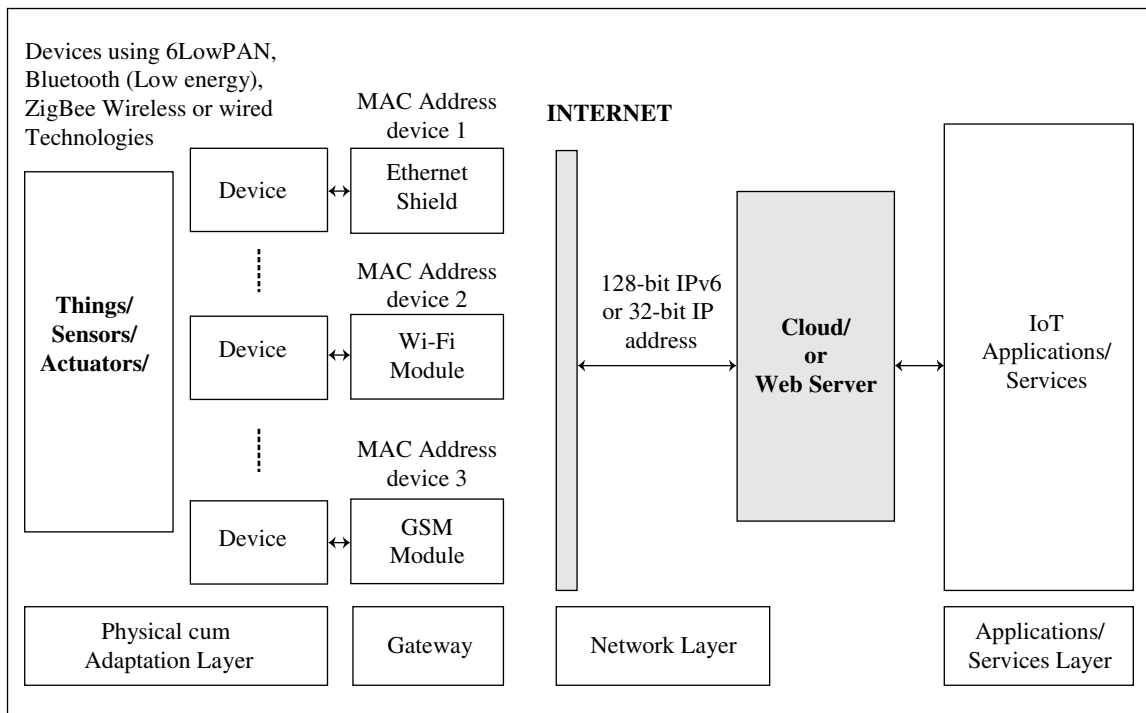 Devices using 6LowPAN,
Bluetooth (Low energy),
ZigBee Wireless or wired
Technologies
MAC Address
device 1
INTERNET
Device
Ethernet
Shield
MAC Address
device 2
Things/
Sensors/
Actuators/
Device
Wi-Fi
Module
128-bit IPv6
or 32-bit IP
address
Cloud/
or
Web Server
IoT
Applications/
Services
MAC Address
device 3
Device
GSM
Module
Physical cum
Adaptation Layer
Gateway
Network Layer
Applications/
Services Layer